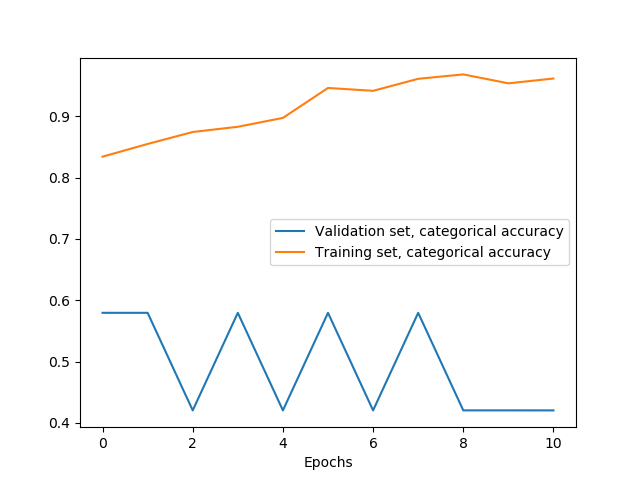 0.9
0.8
0.7
0.6
0.5
0.4
Validation set, categorical accuracy
Training set, categorical accuracy
0 2 4 6 8 10
Epochs